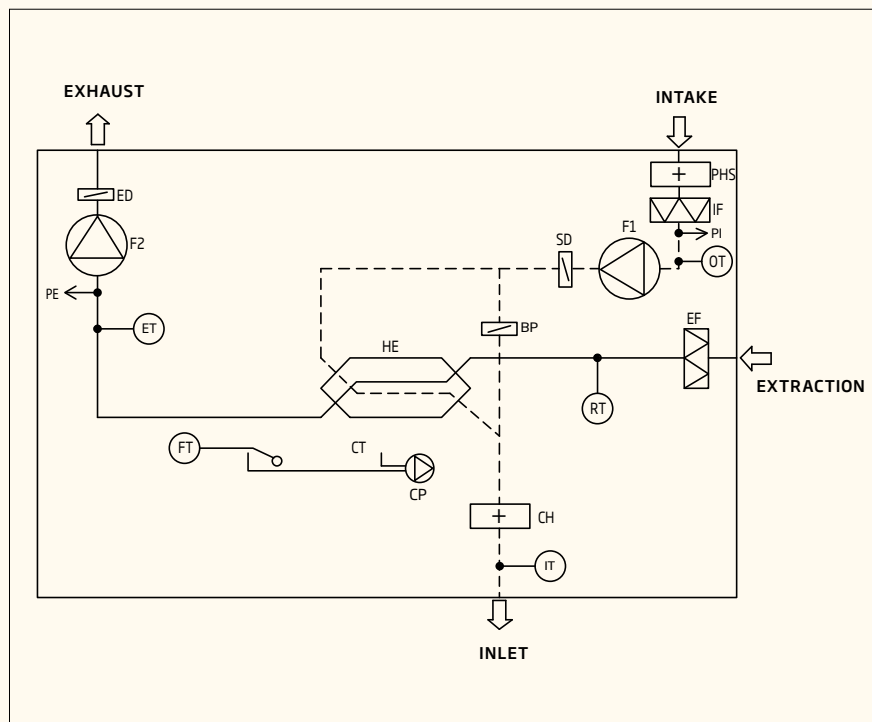 EXHAUST
INTAKE
PHS
ED
IF
F1
PI
F2
SD
OT
PE
EF
ET
BP
HE
EXTRACTION
RT
FT
CT
CP
CH
IT
INLET